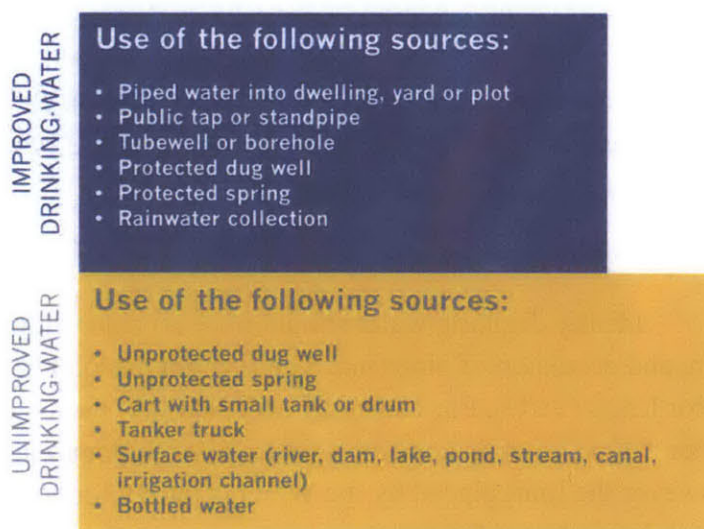 IMPROVED
DRINKING-WATER
Use of the following sources:
• Piped water into dwelling, yard or plot
• Public tap or standpipe
• Tubewell or borehole
• Protected dug well
• Protected spring
• Rainwater collection
UNIMPROVED
DRINKING-WATER
Use of the following sources:
• Unprotected dug well
• Unprotected spring
• Cart with small tank or drum
• Tanker truck
• Surface water (river, dam, lake, pond, stream, canal,
irrigation channel)
• Bottled water